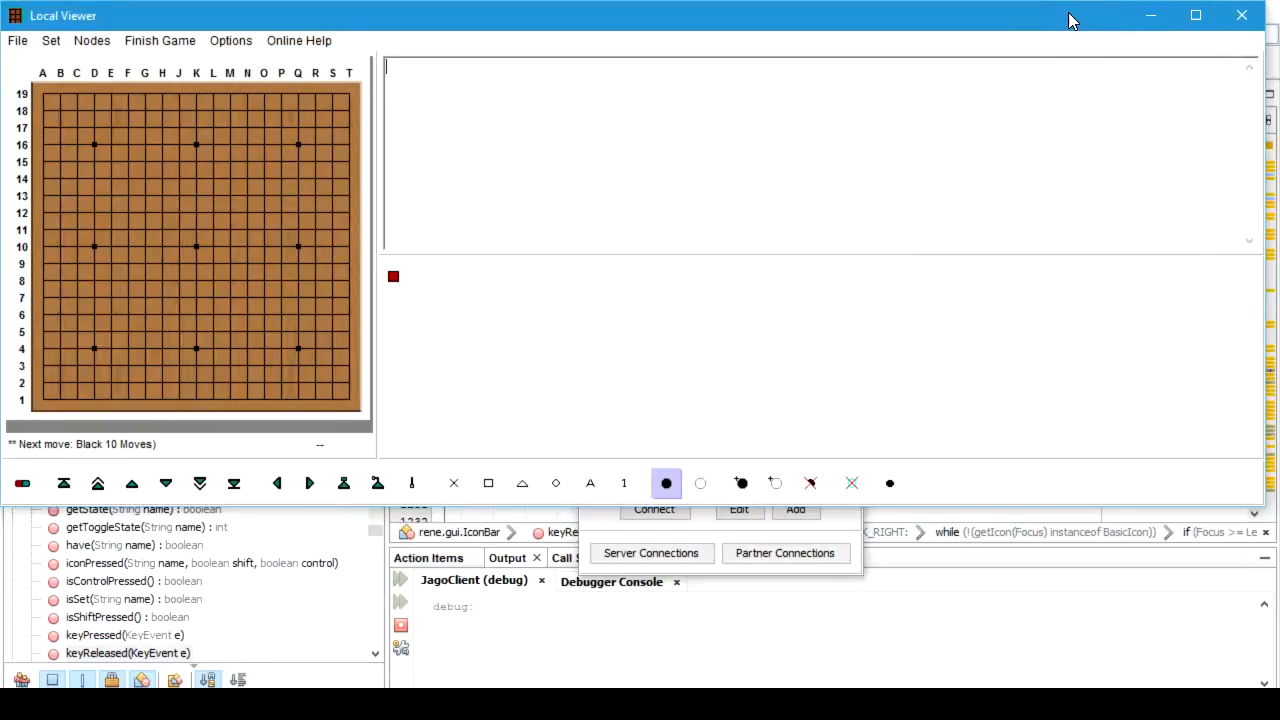 Local Viewer
File Set Nodes Finish Game Options Online Help
A B C D E F G H J K L M N O P Q R S T
19
18
17
16
15
14
13
12
11
10
9
8
7
6
5
4
3
2
1
** Next move: Black 10 Moves) --
A 1
getState(String name) : boolean
getToggleState(String name) : int
have(String name) : boolean
iconPressed(String name, boolean shift, boolean control)
isControlPressed() : boolean
isSet(String name) : boolean
isShiftPressed() : boolean
keyPressed(KeyEvent e)
keyReleased(KeyEvent e)
Connect Edit Add
Server Connections Partner Connections
1232
rene.gui.IconBar keyRe K_RIGHT: while (!(getIcon(Focus) instanceof BasicIcon)) if (Focus >= Le
Action Items Output Call S
JagoClient (debug) Debugger Console
debug: